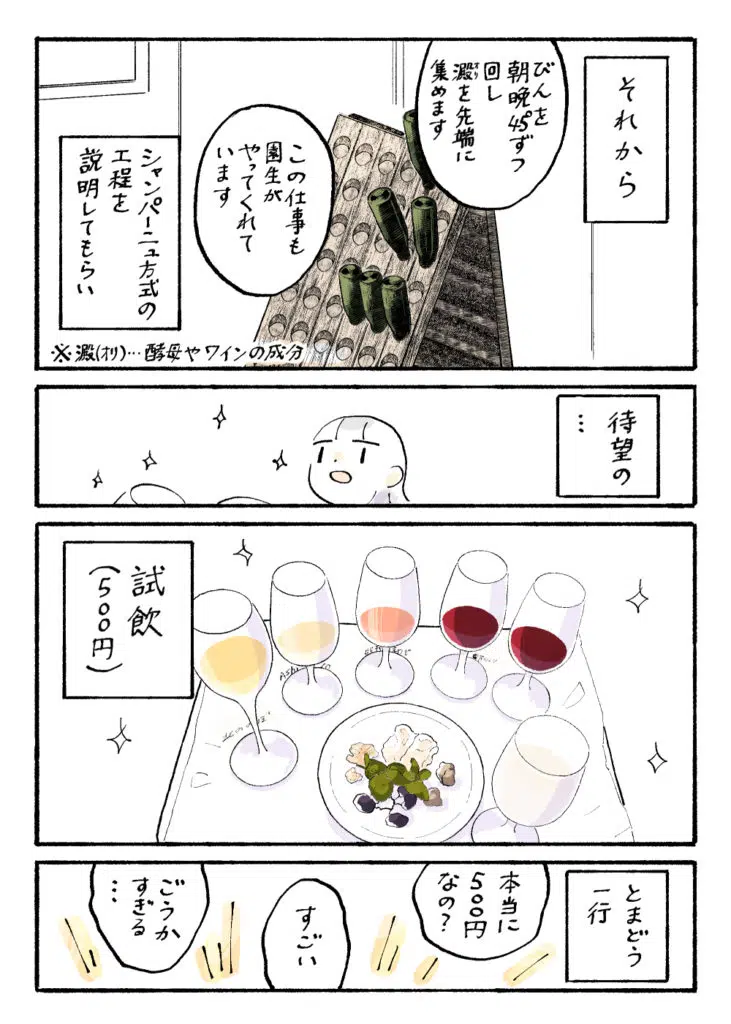 それから
びんを
朝晩45°ずつ
回し
澱を先端に
集めます
オリ
この仕事も
園生が
やってくれて
います
シャンパーニュ方式の
工程を
説明してもらい
※澱(オリ)…酵母やワインの成分
待望の
…
試飲
(500円)
とまどう
一行
本当に
500円
なの?
すごい
ごうか
すぎる
…